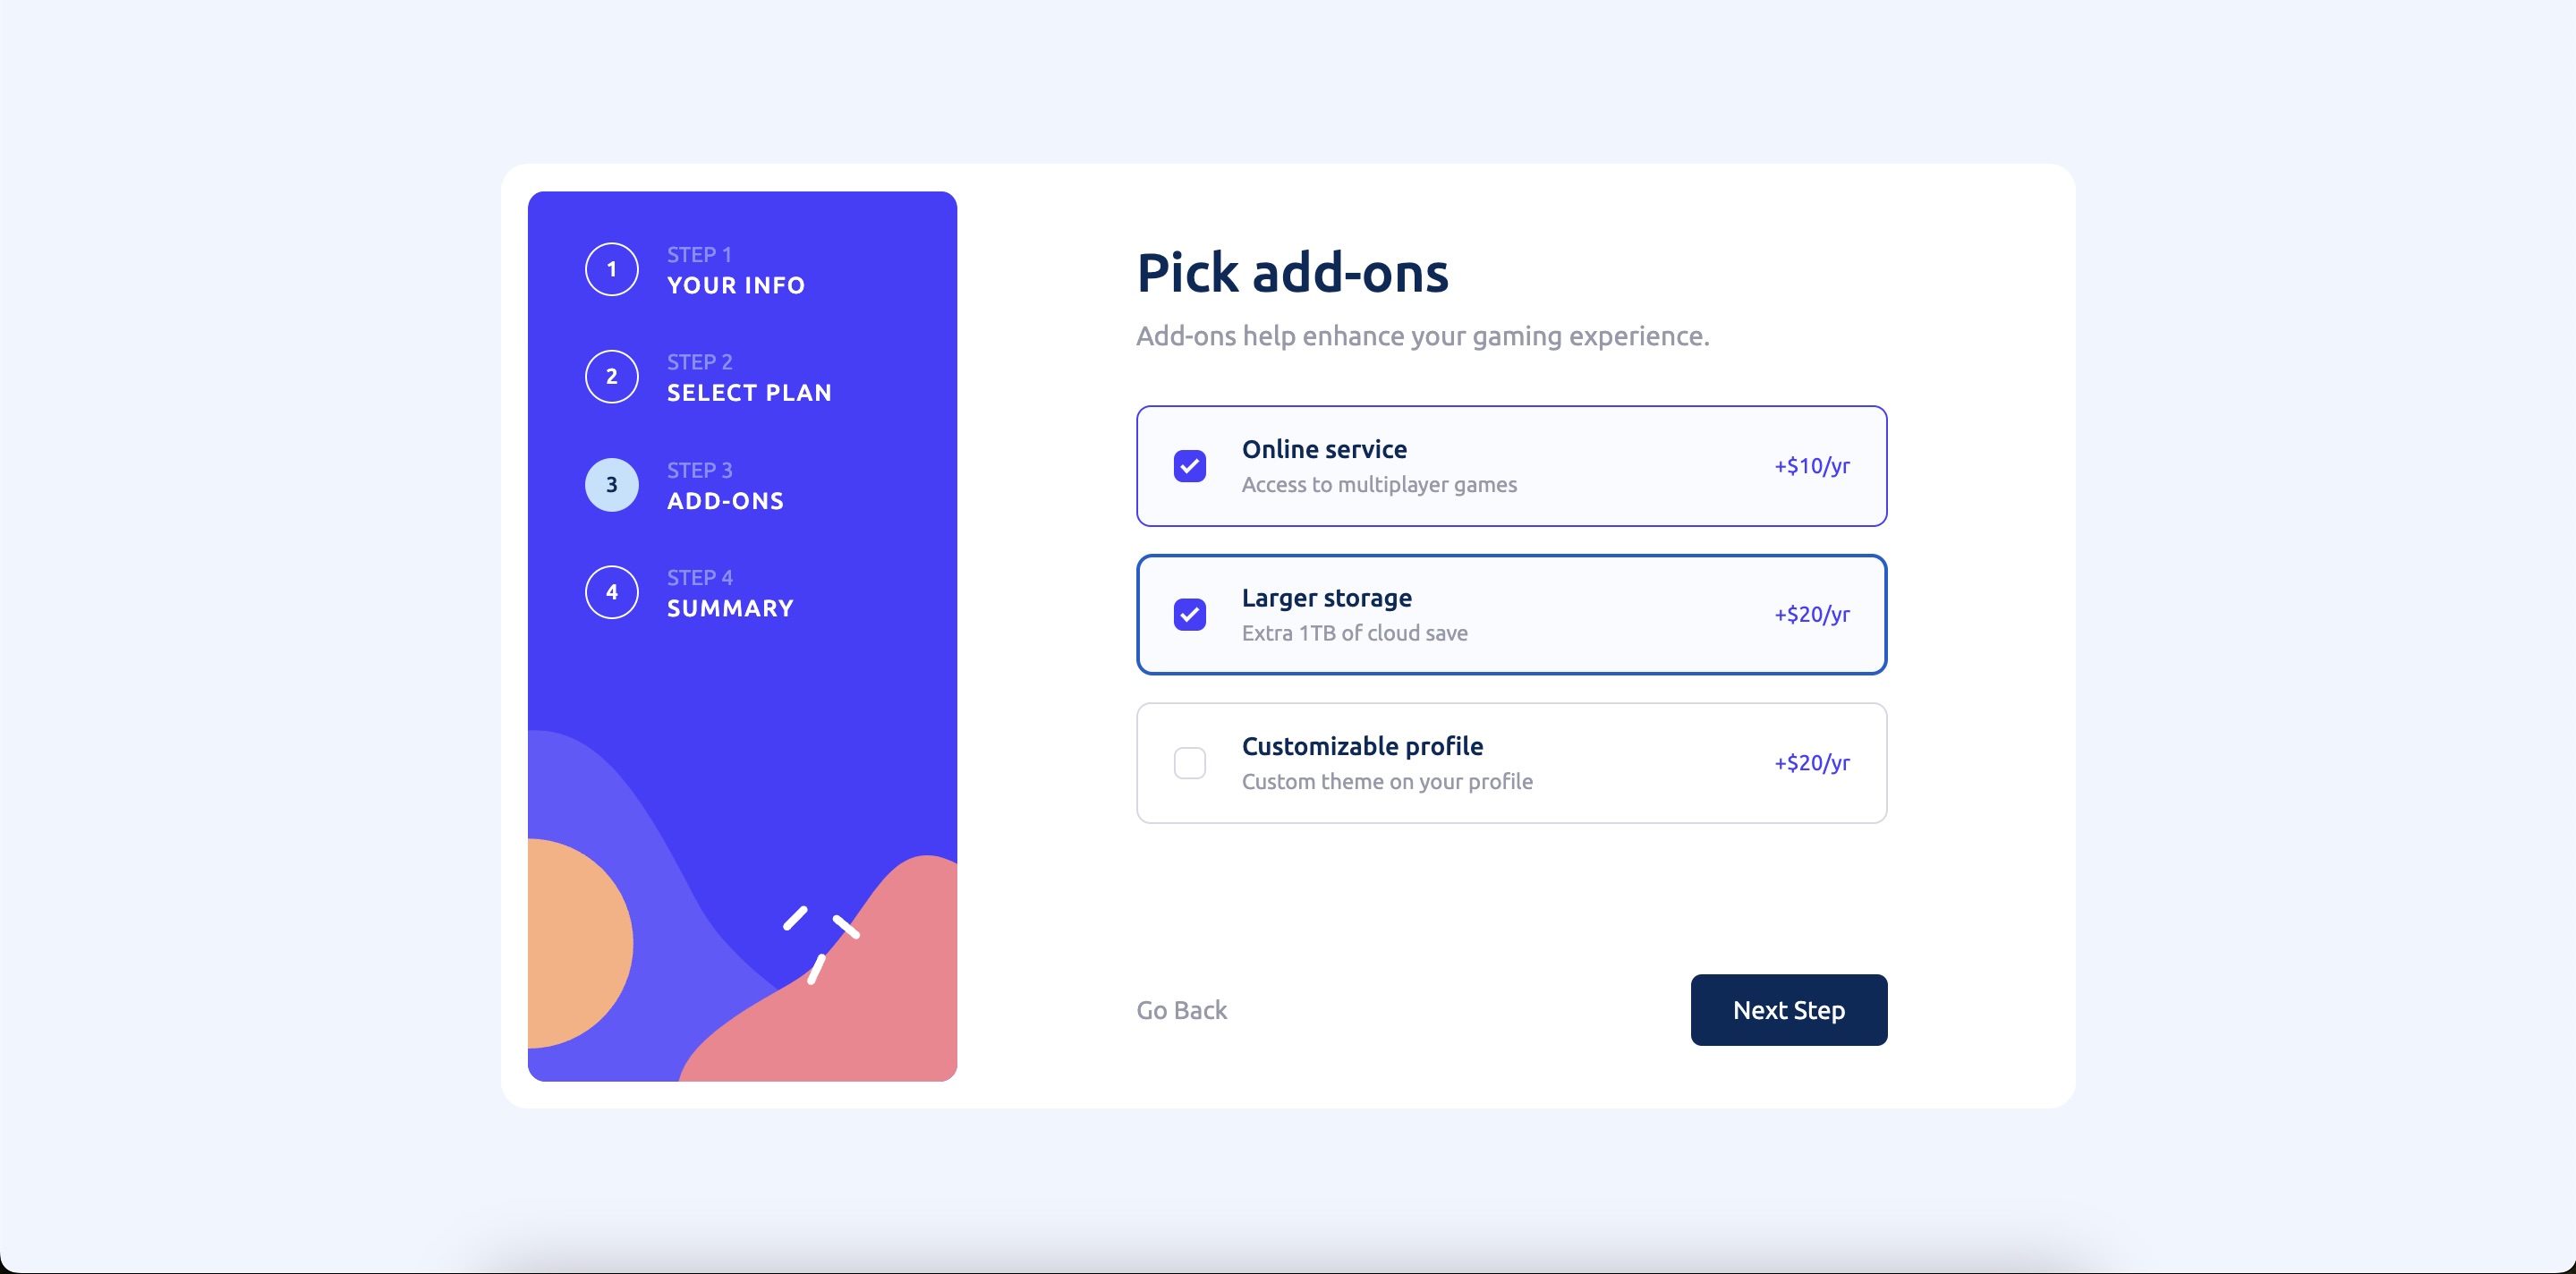 1
STEP 1
YOUR INFO
2
STEP 2
SELECT PLAN
3
STEP 3
ADD-ONS
4
STEP 4
SUMMARY
Pick add-ons
Add-ons help enhance your gaming experience.
Online service
Access to multiplayer games
+$10/yr
Larger storage
Extra 1TB of cloud save
+$20/yr
Customizable profile
Custom theme on your profile
+$20/yr
Go Back
Next Step